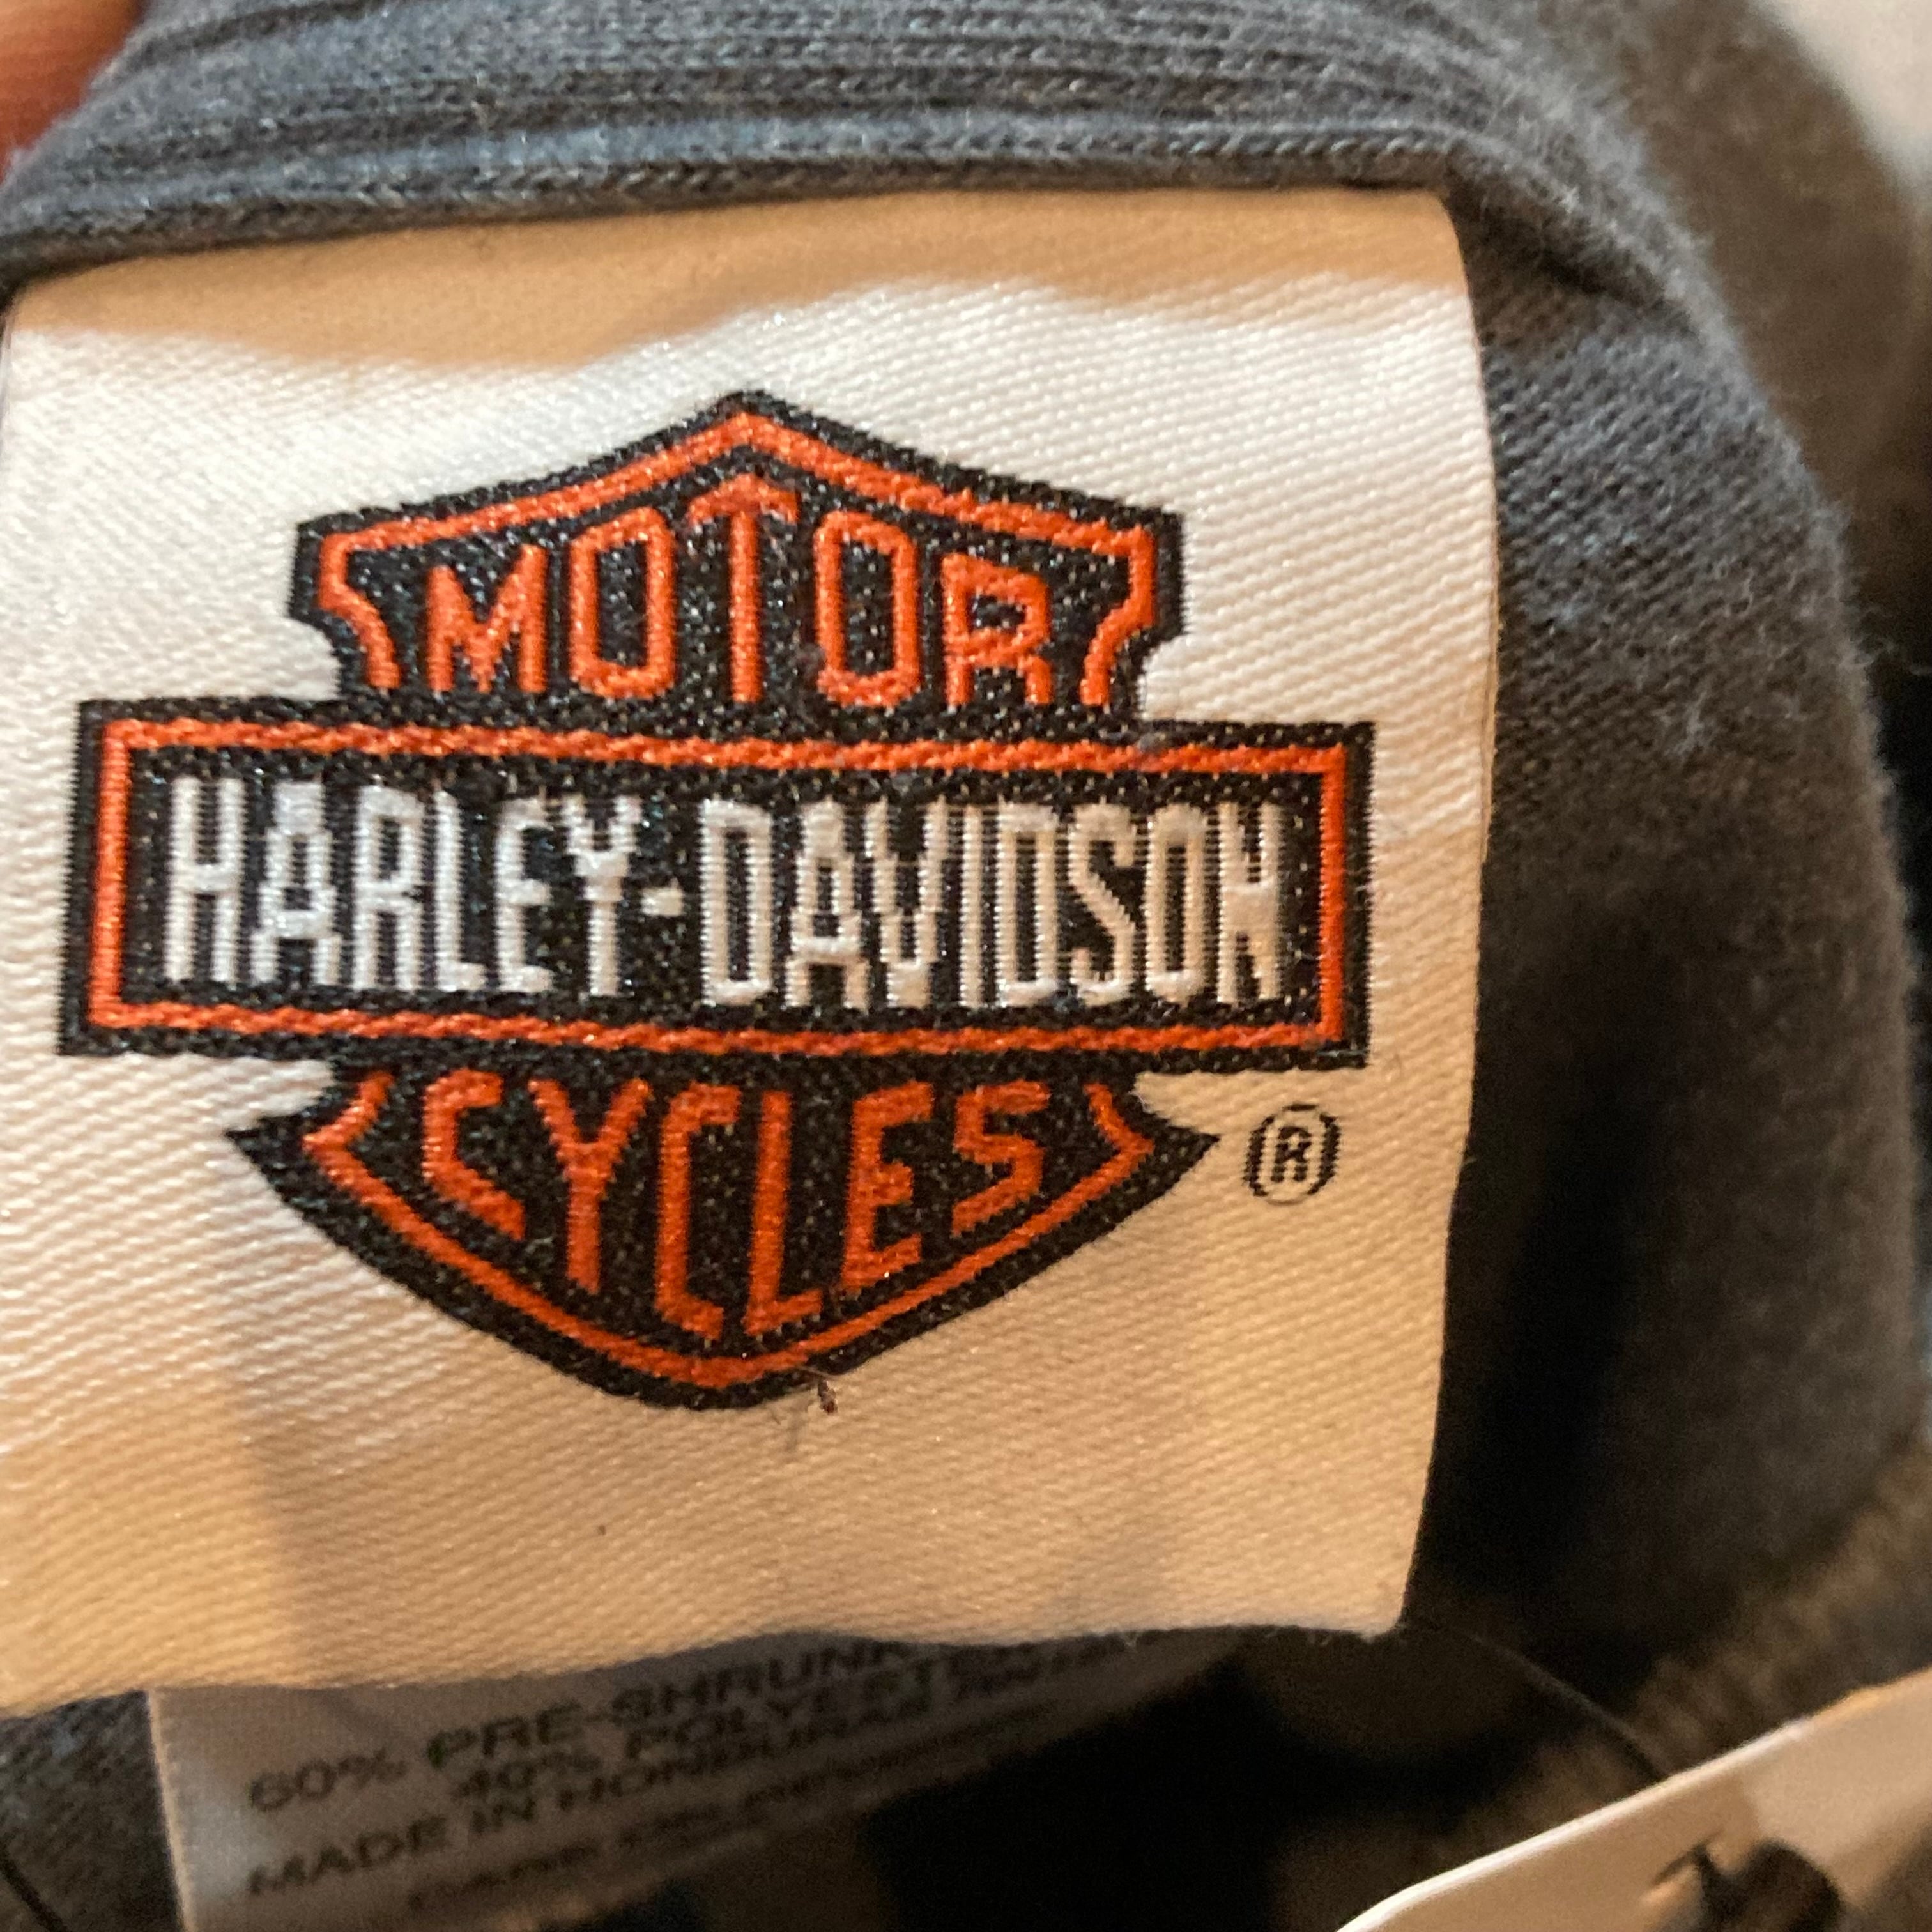 MOTOR
HARLEY-DAVIDSON
CYCLES
®
60% PRE-SHRUNK
40% POLYESTER
MADE IN HONDURAS